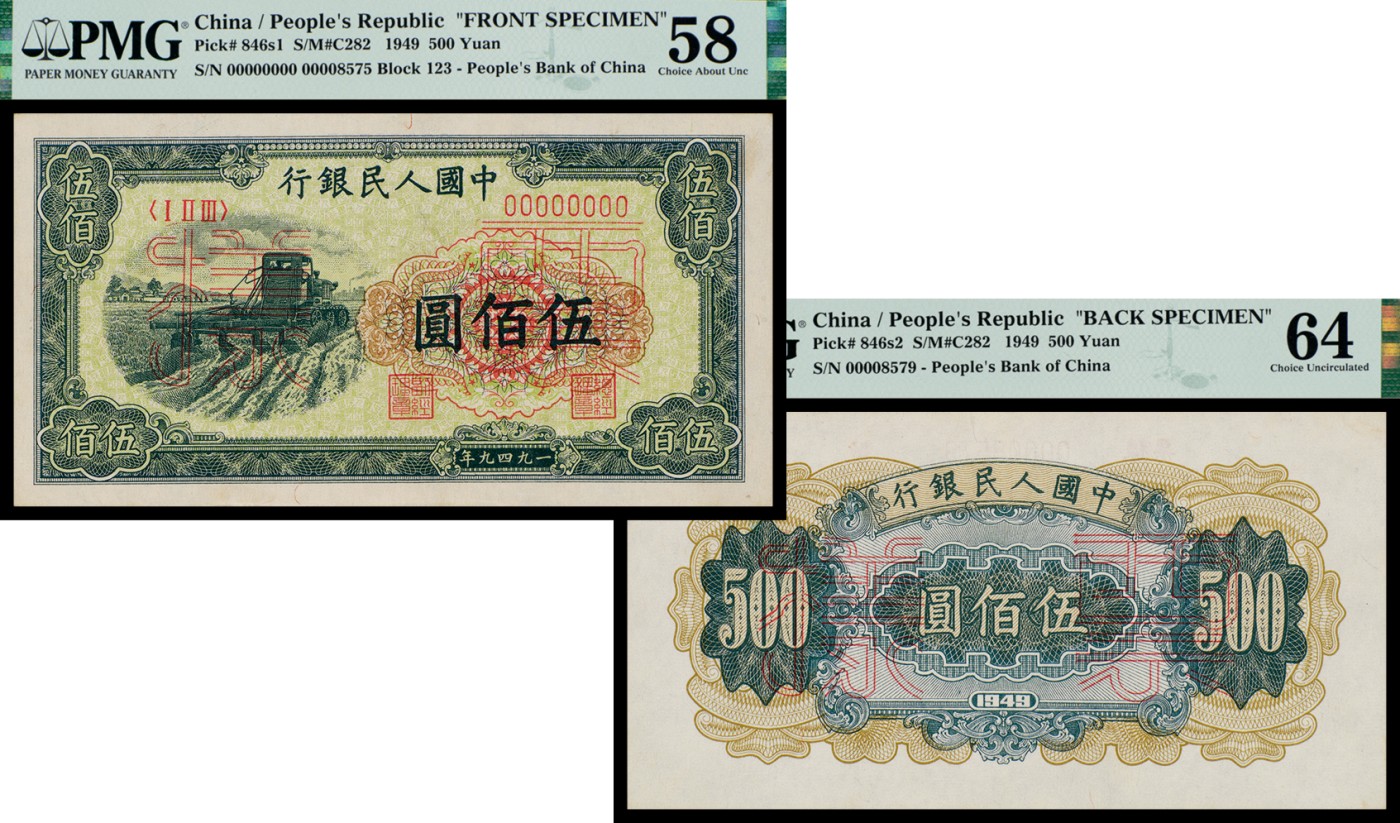 PMG®
PAPER MONEY GUARANTY
China / People's Republic "FRONT SPECIMEN"
Pick# 846s1 S/M#C282 1949 500 Yuan
S/N 00000000 00008575 Block 123 - People's Bank of China
58
Choice About Unc
中國人民銀行
伍佰
伍佰
〈I II III〉
00000000
伍佰圓
伍佰
伍佰
一九四九年
China / People's Republic "BACK SPECIMEN"
Pick# 846s2 S/M#C282 1949 500 Yuan
S/N 00008579 - People's Bank of China
64
Choice Uncirculated
中國人民銀行
500
伍佰圓
500
1949